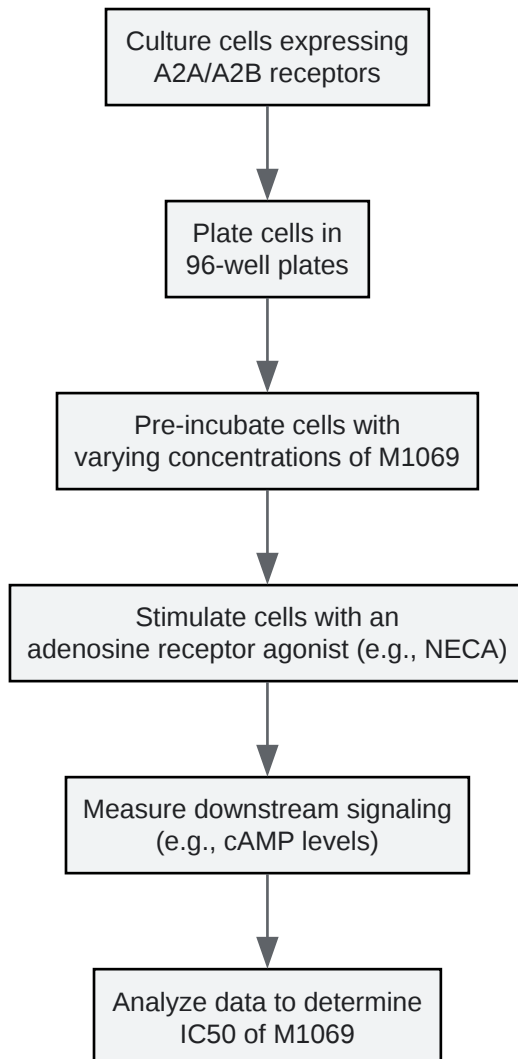 Culture cells expressing
A2A/A2B receptors
Plate cells in
96-well plates
Pre-incubate cells with
varying concentrations of M1069
Stimulate cells with an
adenosine receptor agonist (e.g., NECA)
Measure downstream signaling
(e.g., cAMP levels)
Analyze data to determine
IC50 of M1069